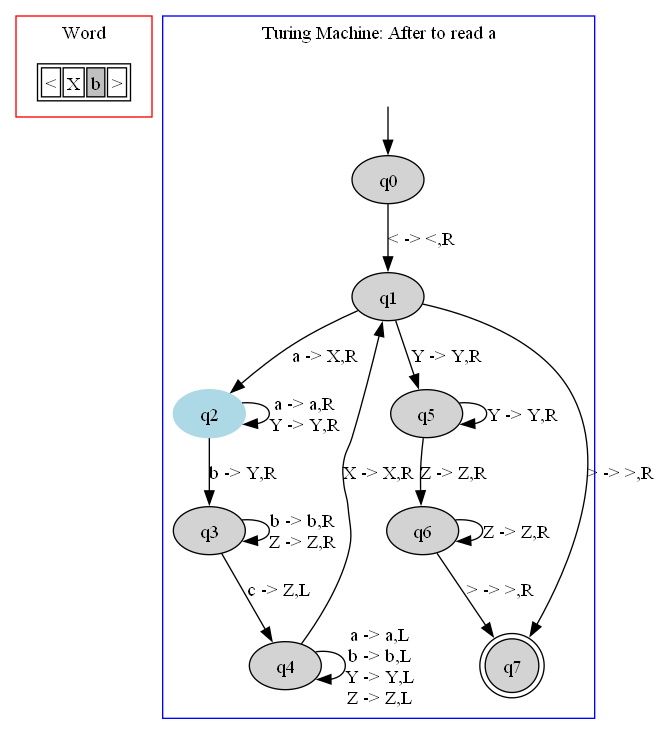 Word
< X b >
Turing Machine: After to read a
q0
< -> <,R
q1
a -> X,R
Y -> Y,R
q2
a -> a,R
Y -> Y,R
q5
Y -> Y,R
b -> Y,R
X -> X,R
Z -> Z,R
> -> >,R
q3
b -> b,R
Z -> Z,R
q6
Z -> Z,R
c -> Z,L
> -> >,R
q4
a -> a,L
b -> b,L
Y -> Y,L
Z -> Z,L
q7